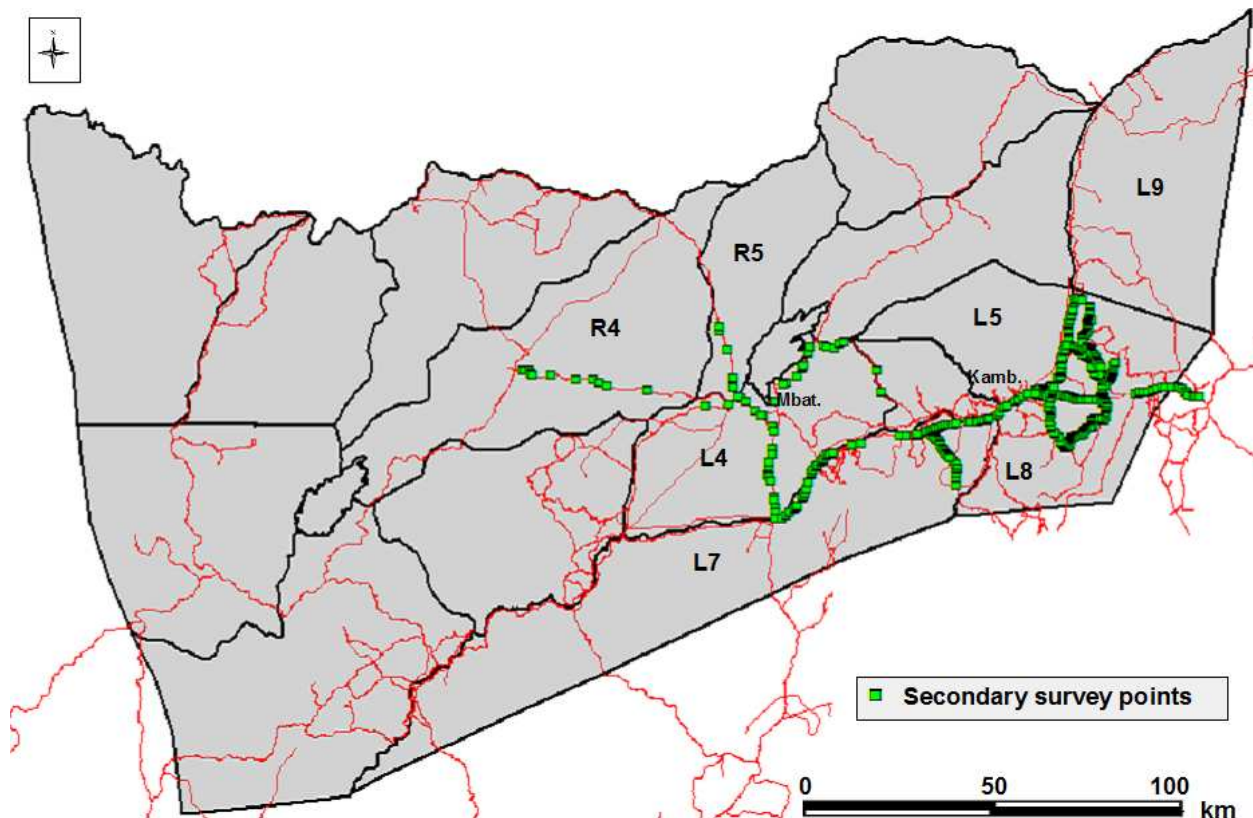 N
L9
R5
L5
R4
Kamb.
Mbat.
L4
L8
L7
Secondary survey points
0 50 100
km